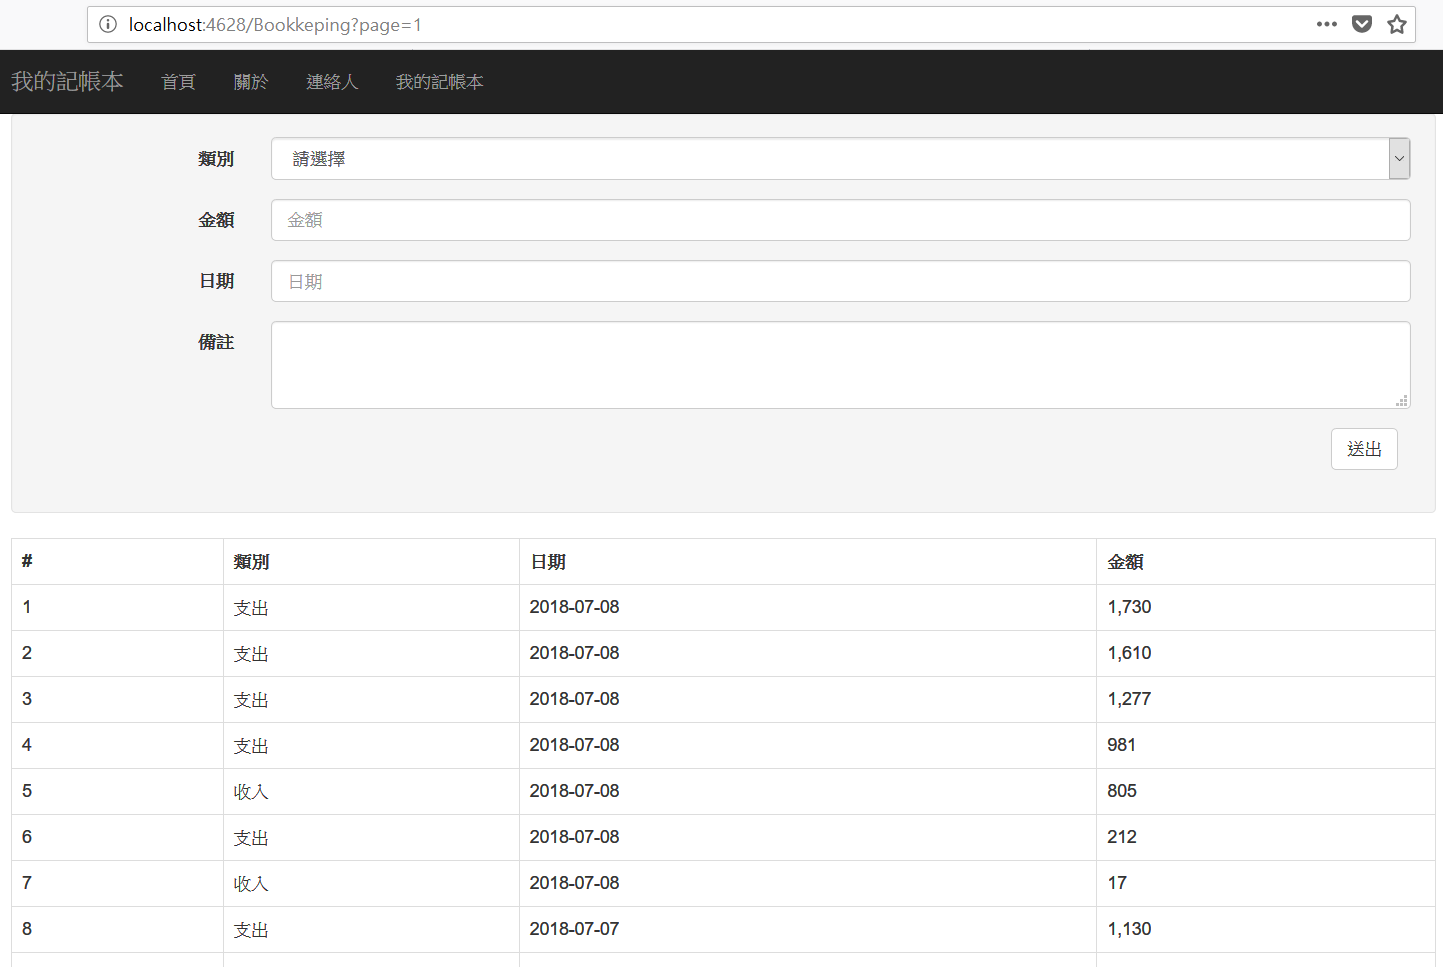 localhost:4628/Bookkeping?page=1
我的記帳本 首頁 關於 連絡人 我的記帳本
類別 請選擇
金額 金額
日期 日期
備註
送出
# 類別 日期 金額
1 支出 2018-07-08 1,730
2 支出 2018-07-08 1,610
3 支出 2018-07-08 1,277
4 支出 2018-07-08 981
5 收入 2018-07-08 805
6 支出 2018-07-08 212
7 收入 2018-07-08 17
8 支出 2018-07-07 1,130